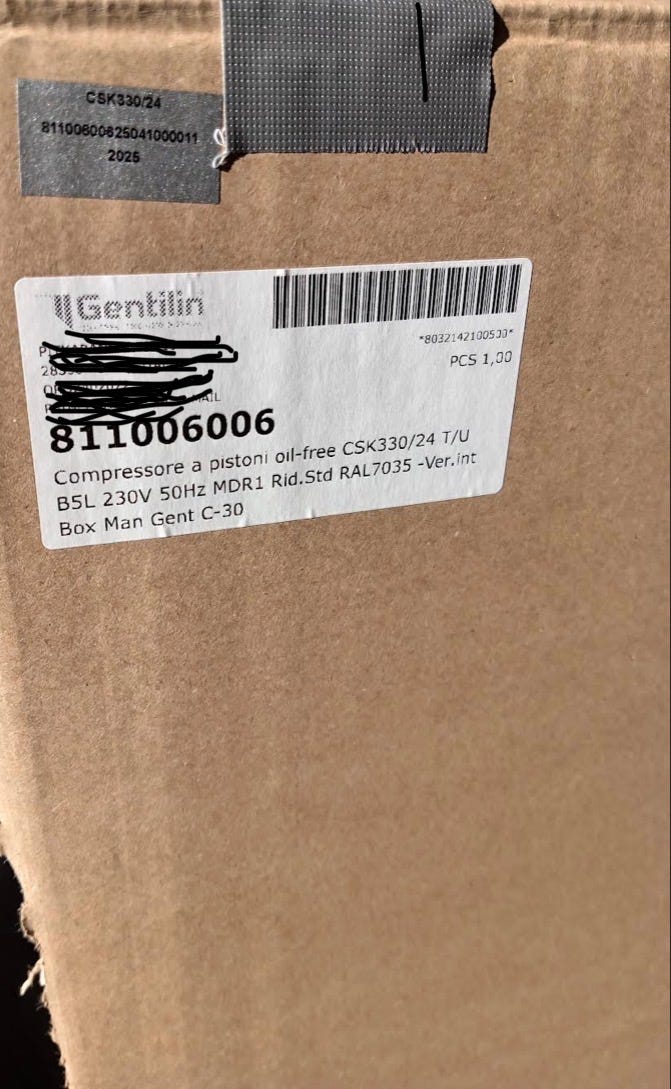 CSK330/24
81100600625041000011
2025
Gentilin
*8032142100500*
PCS 1,00
811006006
Compressore a pistoni oil-free CSK330/24 T/U
B5L 230V 50Hz MDR1 Rid.Std RAL7035 -Ver.int
Box Man Gent C-30